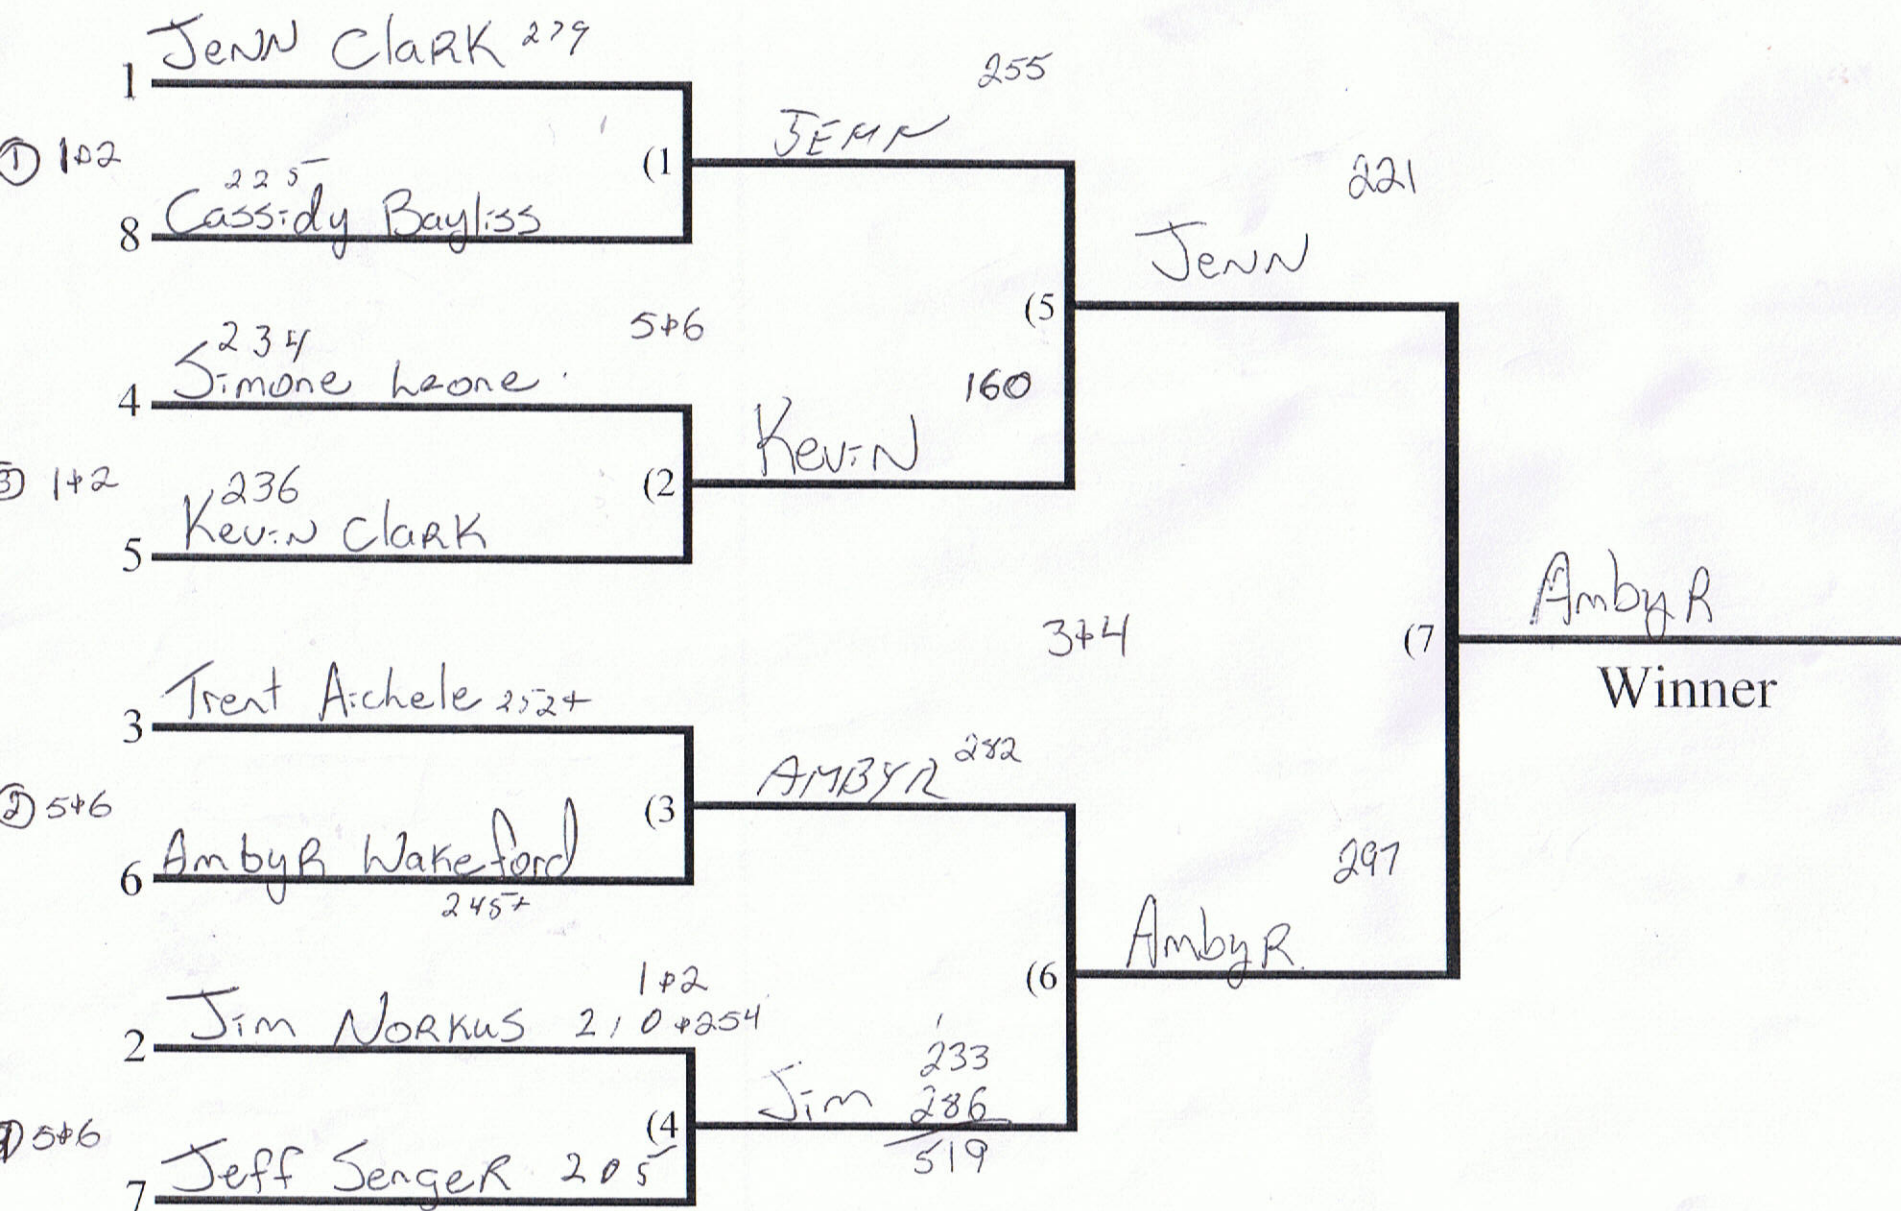 1 Jenn Clark 279
① 1+2
225
8 Cassidy Bayliss
(1
JENN
255
234
4 Simone Leone
5+6
③ 1+2
236
5 Kevin Clark
(2
Kevin
160
(5
Jenn
221
3 Trent Aichele 252+
② 5+6
6 Ambyr Wakeford
245+
(3
AMBYR 282
3+4
1+2
2 Jim Norkus 210+254
5+6
7 Jeff Senger 205
(4
Jim
233
286
519
(6
Ambyr
297
(7
Ambyr
Winner